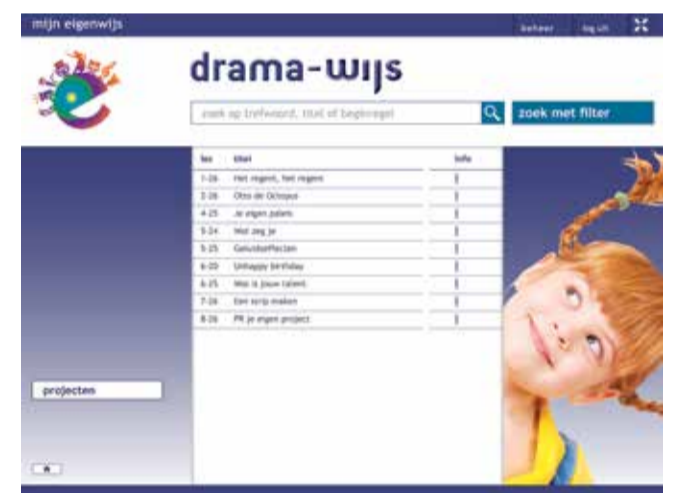 mijn eigenwijs
beheer log uit
drama-wijs
zoek op trefwoord, titel of beginregel
zoek met filter
les titel info
1-26 Het regent, het regent i
2-26 Otto de Octopus i
4-25 Je eigen paleis i
5-24 Wat zeg je i
5-25 Geluidseffecten i
6-20 Unhappy birthday i
6-25 Wat is jouw talent i
7-26 Een strip maken i
8-26 PR je eigen project i
projecten